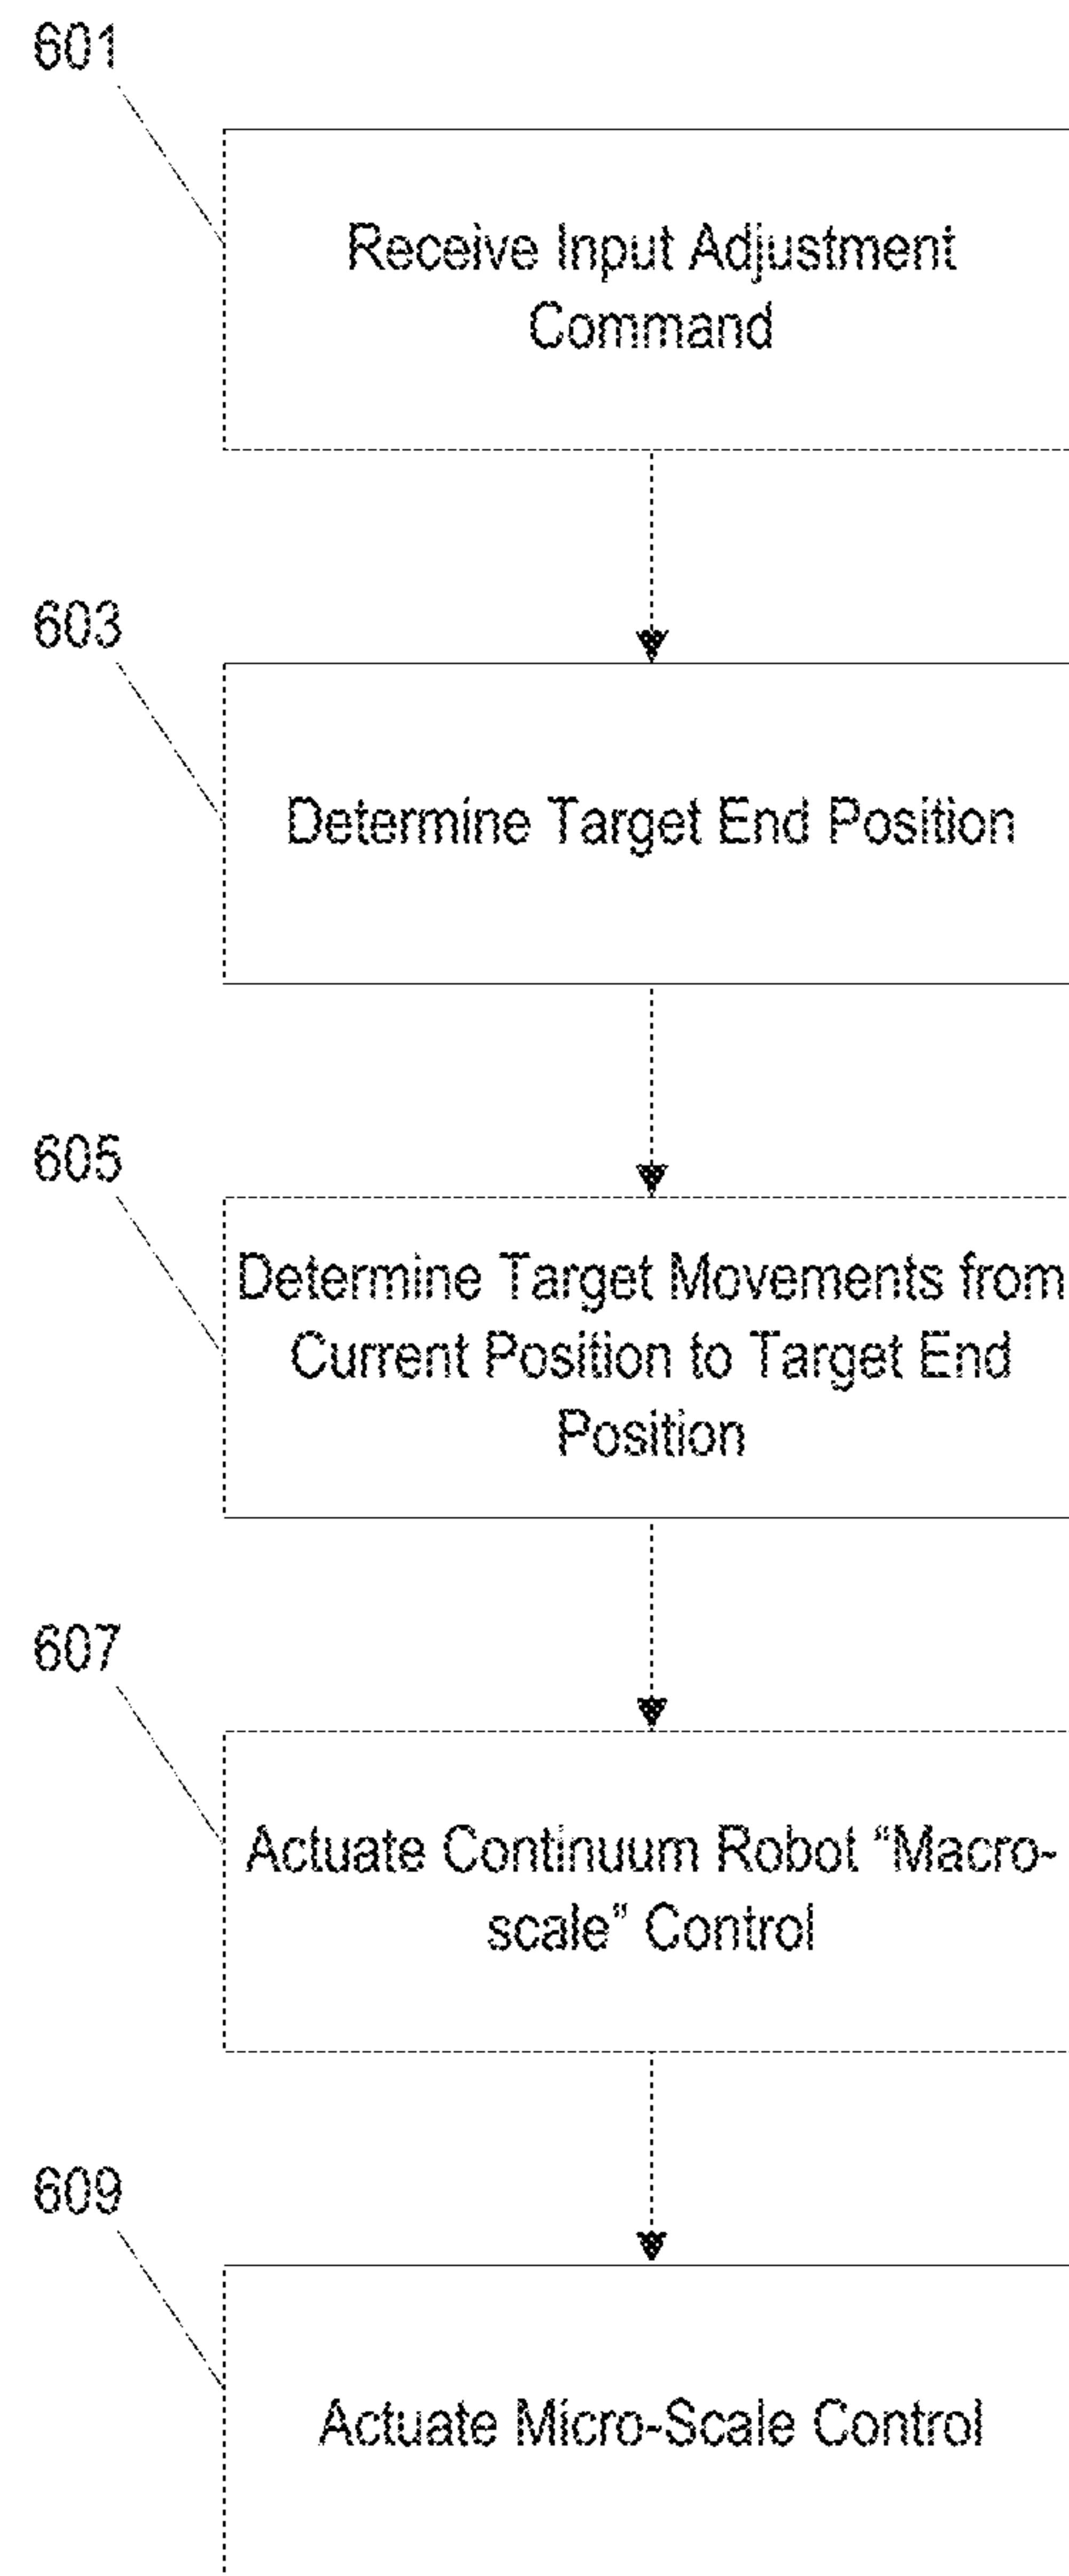 601
Receive Input Adjustment
Command
603
Determine Target End Position
605
Determine Target Movements from
Current Position to Target End
Position
607
Actuate Continuum Robot “Macro-
scale” Control
609
Actuate Micro-Scale Control